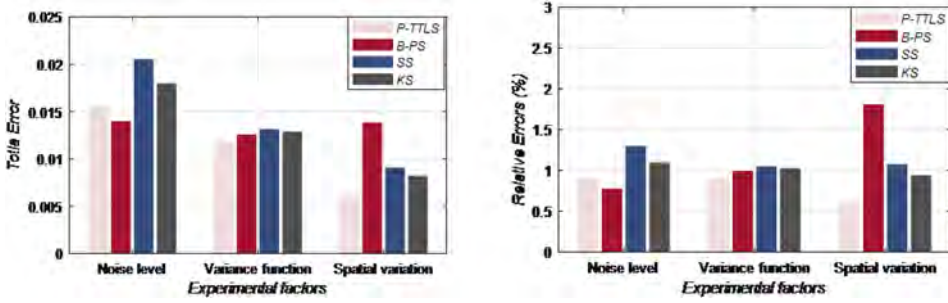 0.025
0.02
0.015
0.01
0.005
0
Totla Error
P-TTLS
B-PS
SS
KS
Noise level Variance function Spatial variation
Experimental factors
3
2.5
2
1.5
1
0.5
0
Relative Errors (%)
P-TTLS
B-PS
SS
KS
Noise level Variance function Spatial variation
Experimental factors